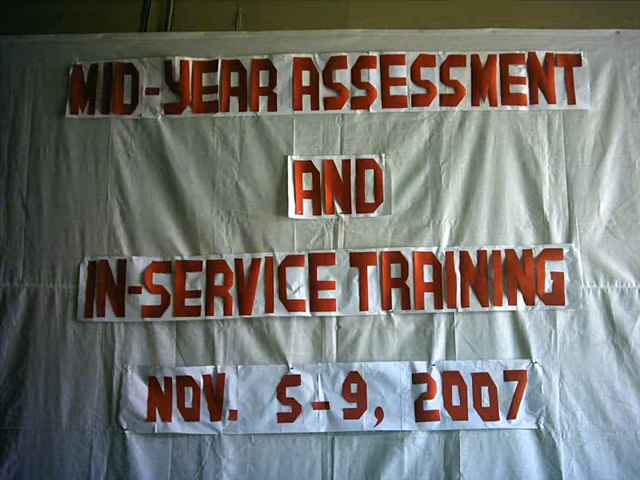 MID-YEAR ASSESSMENT
AND
IN-SERVICE TRAINING
NOV. 5-9, 2007